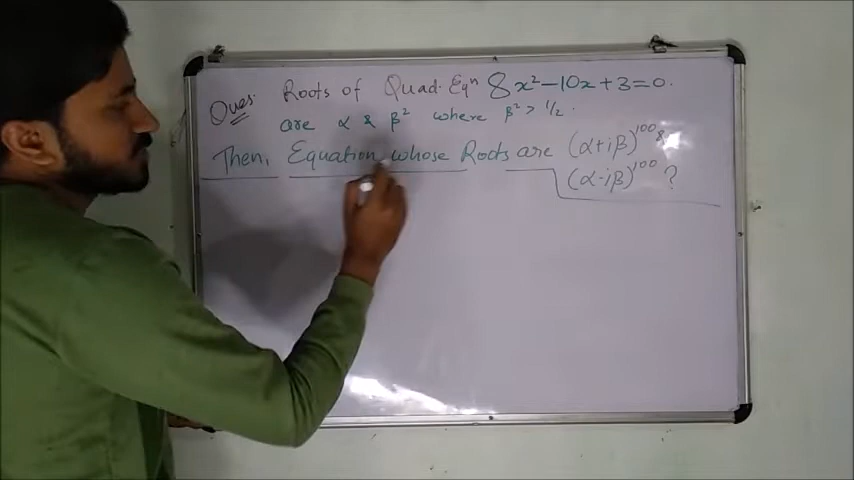 Ques. Roots of Quad. Eqⁿ 8x²-10x+3=0.
are α & β² where β² > 1/2.
Then, Equation whose Roots are (α+iβ)¹⁰⁰ &
(α-iβ)¹⁰⁰ ?